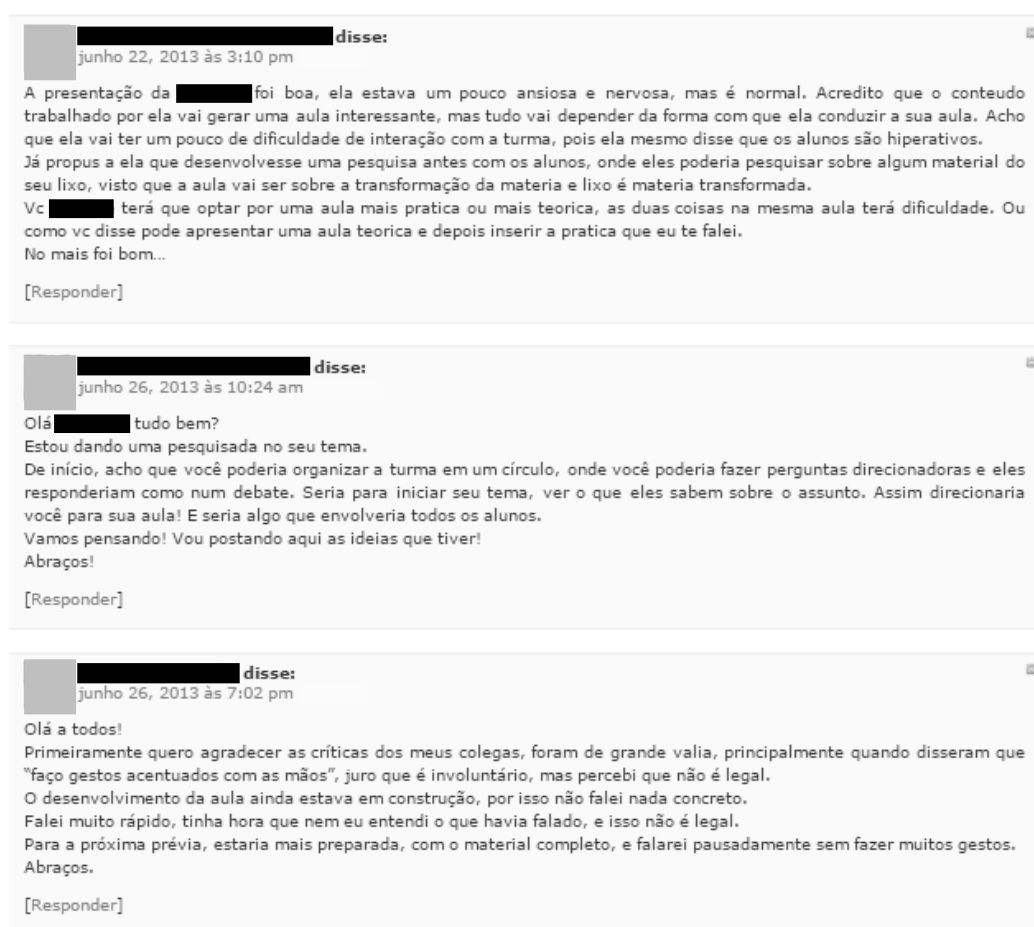 disse:
junho 22, 2013 às 3:10 pm
A presentação da foi boa, ela estava um pouco ansiosa e nervosa, mas é normal. Acredito que o conteudo
trabalhado por ela vai gerar uma aula interessante, mas tudo vai depender da forma com que ela conduzir a sua aula. Acho
que ela vai ter um pouco de dificuldade de interação com a turma, pois ela mesmo disse que os alunos são hiperativos.
Já propus a ela que desenvolvesse uma pesquisa antes com os alunos, onde eles poderia pesquisar sobre algum material do
seu lixo, visto que a aula vai ser sobre a transformação da materia e lixo é materia transformada.
Vc terá que optar por uma aula mais pratica ou mais teorica, as duas coisas na mesma aula terá dificuldade. Ou
como vc disse pode apresentar uma aula teorica e depois inserir a pratica que eu te falei.
No mais foi bom...
[Responder]
disse:
junho 26, 2013 às 10:24 am
Olá tudo bem?
Estou dando uma pesquisada no seu tema.
De início, acho que você poderia organizar a turma em um círculo, onde você poderia fazer perguntas direcionadoras e eles
responderiam como num debate. Seria para iniciar seu tema, ver o que eles sabem sobre o assunto. Assim direcionaria
você para sua aula! E seria algo que envolveria todos os alunos.
Vamos pensando! Vou postando aqui as ideias que tiver!
Abraços!
[Responder]
disse:
junho 26, 2013 às 7:02 pm
Olá a todos!
Primeiramente quero agradecer as críticas dos meus colegas, foram de grande valia, principalmente quando disseram que
"faço gestos acentuados com as mãos", juro que é involuntário, mas percebi que não é legal.
O desenvolvimento da aula ainda estava em construção, por isso não falei nada concreto.
Falei muito rápido, tinha hora que nem eu entendi o que havia falado, e isso não é legal.
Para a próxima prévia, estaria mais preparada, com o material completo, e falarei pausadamente sem fazer muitos gestos.
Abraços.
[Responder]